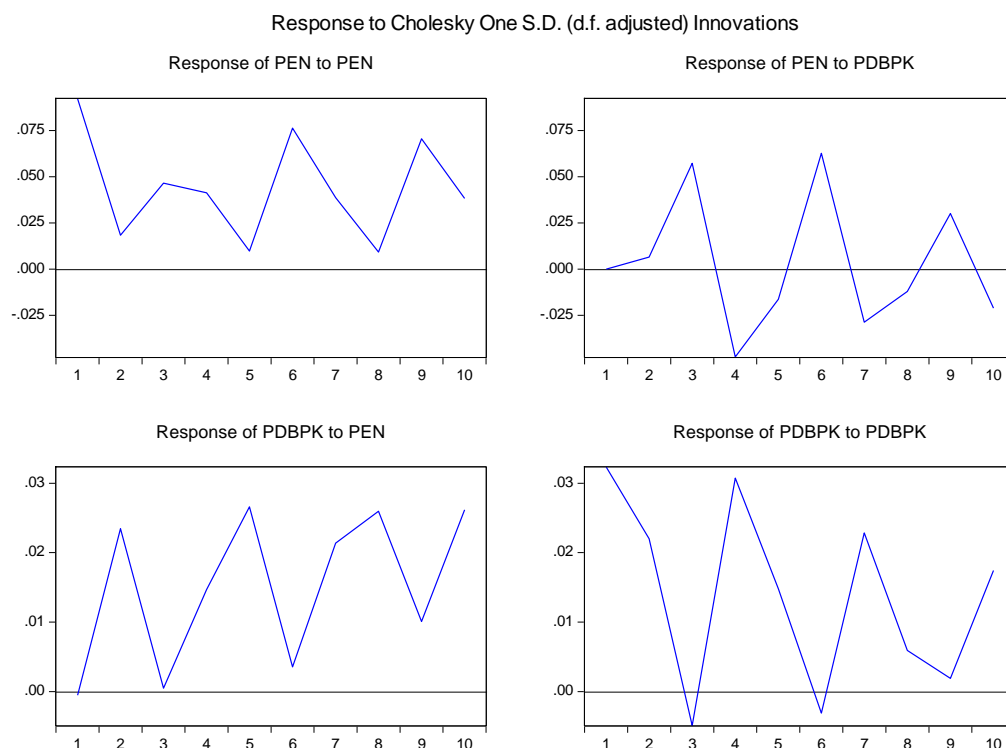 Response to Cholesky One S.D. (d.f. adjusted) Innovations
Response of PEN to PEN
.075
.050
.025
.000
-.025
1 2 3 4 5 6 7 8 9 10
Response of PEN to PDBPK
.075
.050
.025
.000
-.025
1 2 3 4 5 6 7 8 9 10
Response of PDBPK to PEN
.03
.02
.01
.00
1 2 3 4 5 6 7 8 9 10
Response of PDBPK to PDBPK
.03
.02
.01
.00
1 2 3 4 5 6 7 8 9 10